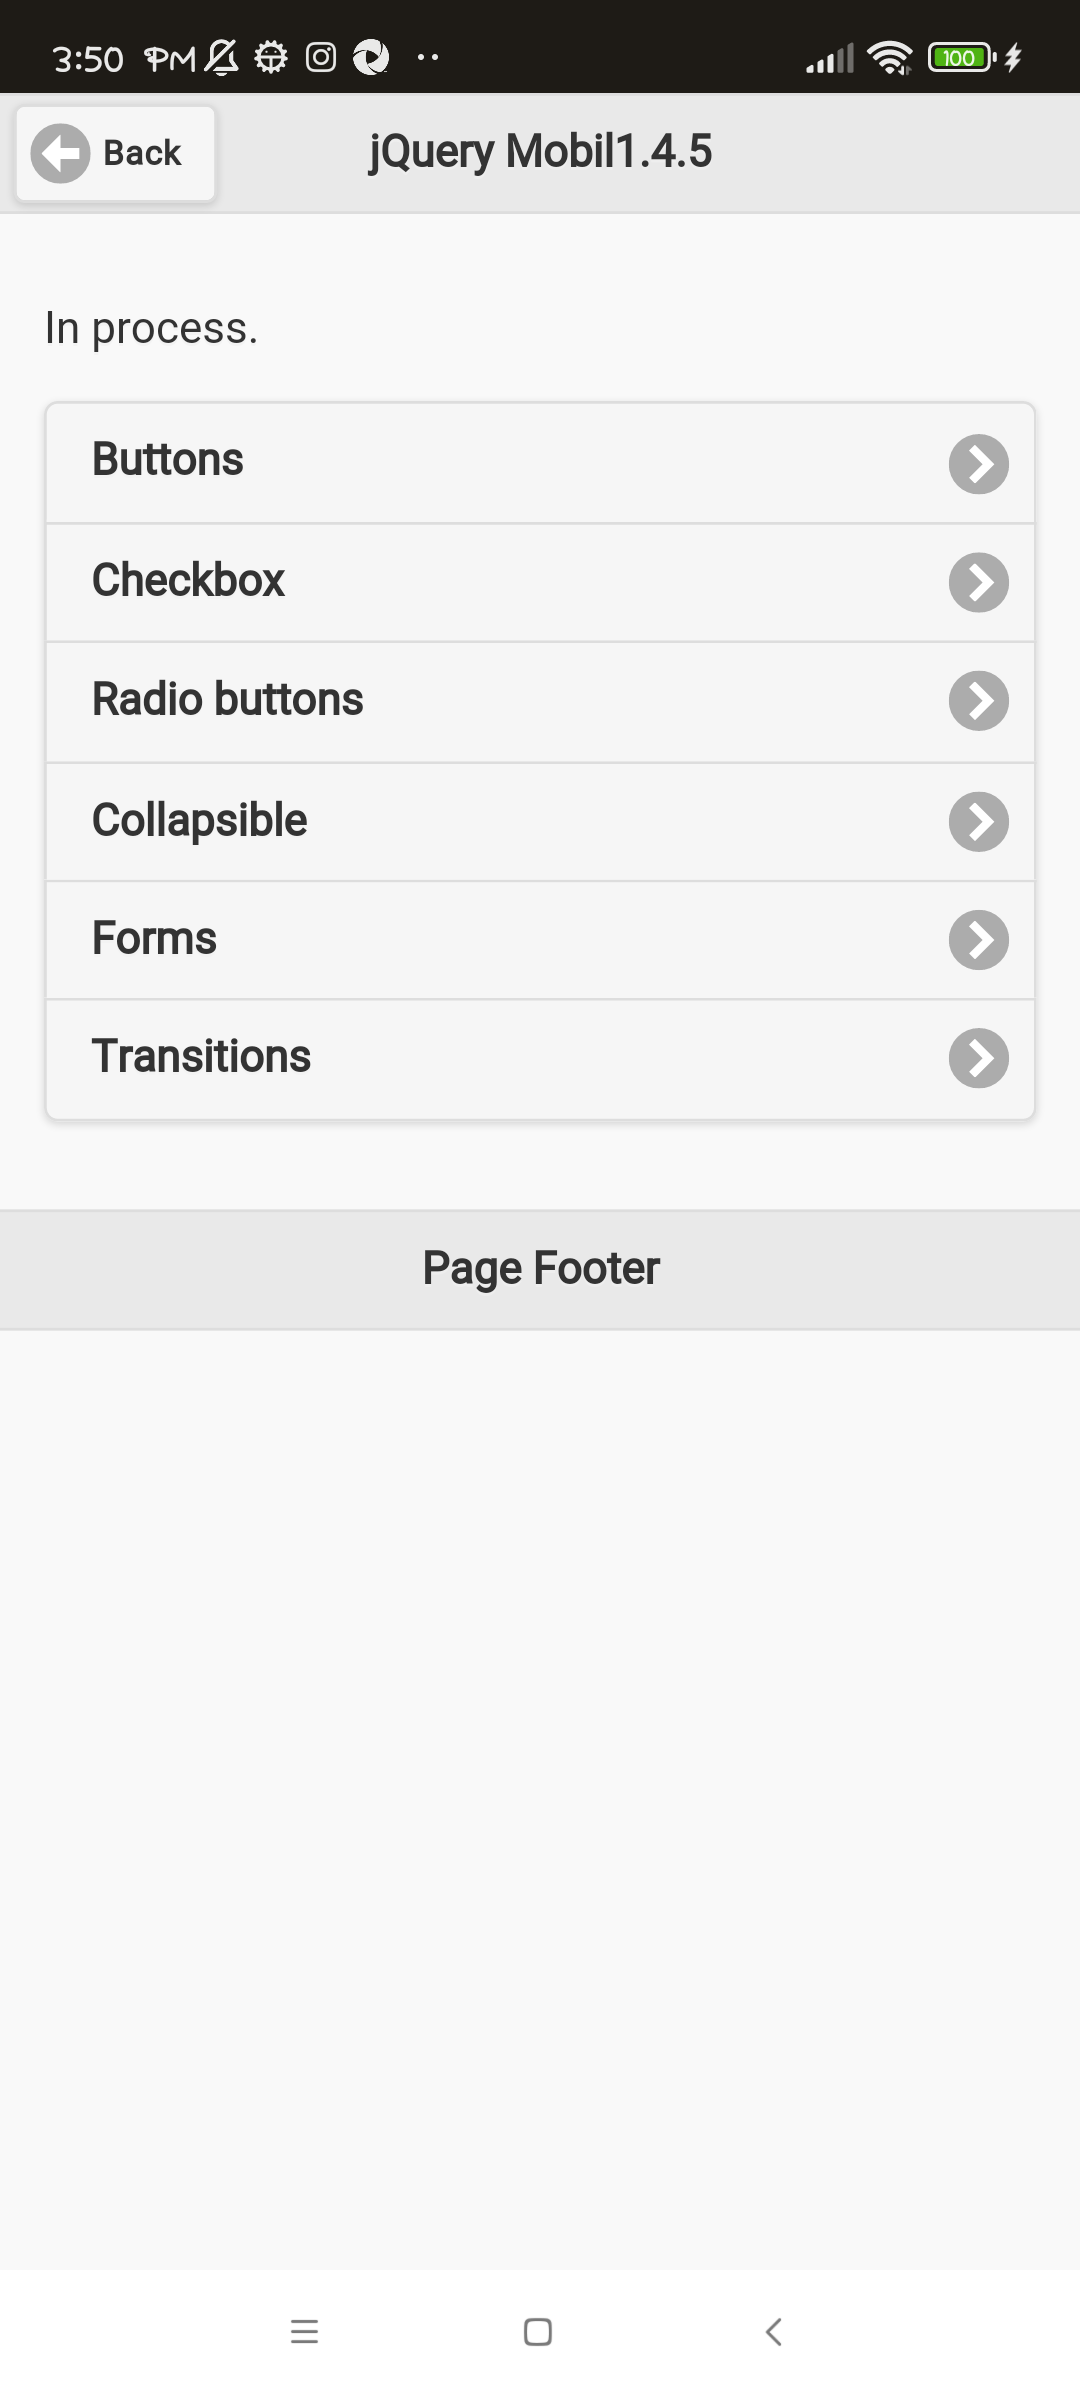 3:50 PM
100
Back
jQuery Mobil1.4.5
In process.
Buttons
Checkbox
Radio buttons
Collapsible
Forms
Transitions
Page Footer